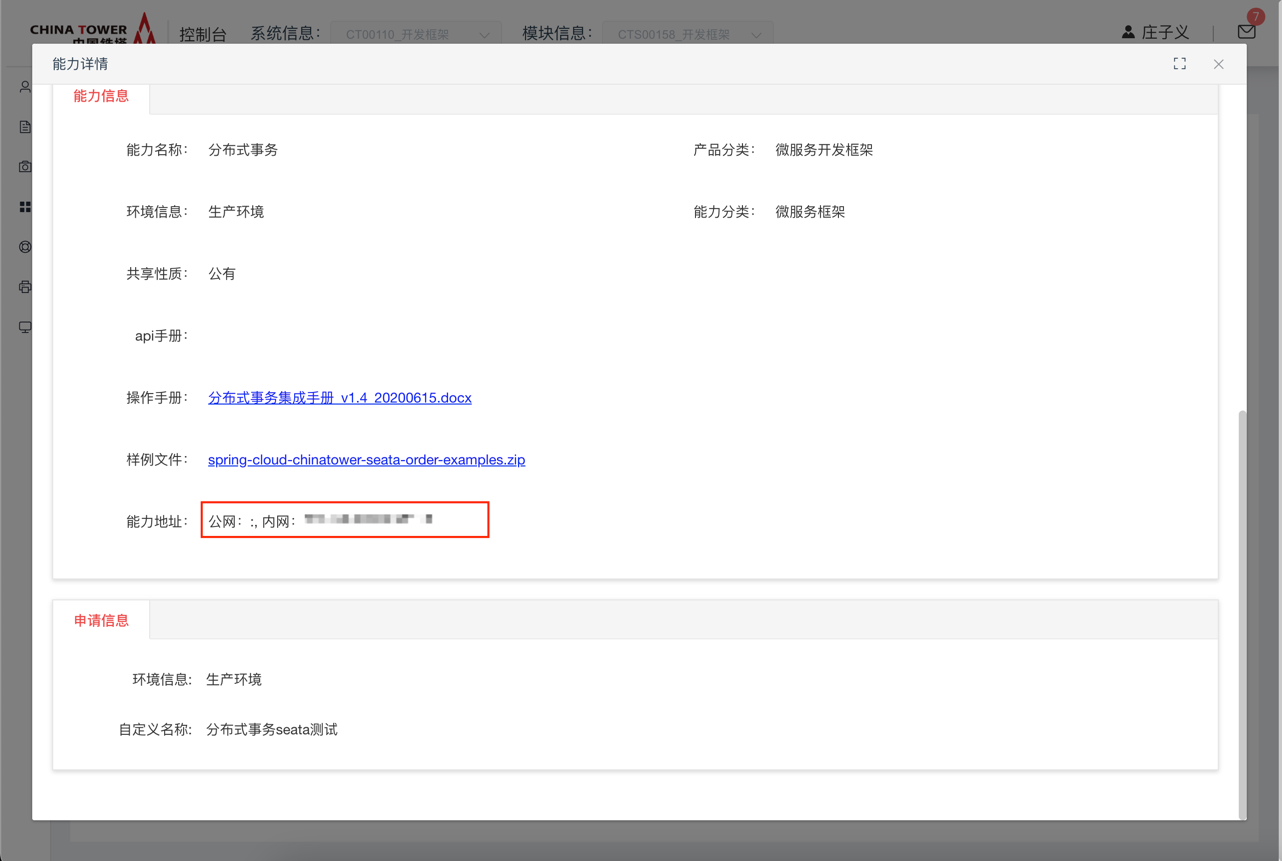 CHINA TOWER
中国铁塔
控制台 系统信息： CT00110_开发框架 模块信息： CTS00158_开发框架 庄子义 7
能力详情
能力信息
能力名称： 分布式事务 产品分类： 微服务开发框架
环境信息： 生产环境 能力分类： 微服务框架
共享性质： 公有
api手册：
操作手册： 分布式事务集成手册_v1.4_20200615.docx
样例文件： spring-cloud-chinatower-seata-order-examples.zip
能力地址： 公网：:, 内网：
申请信息
环境信息: 生产环境
自定义名称: 分布式事务seata测试